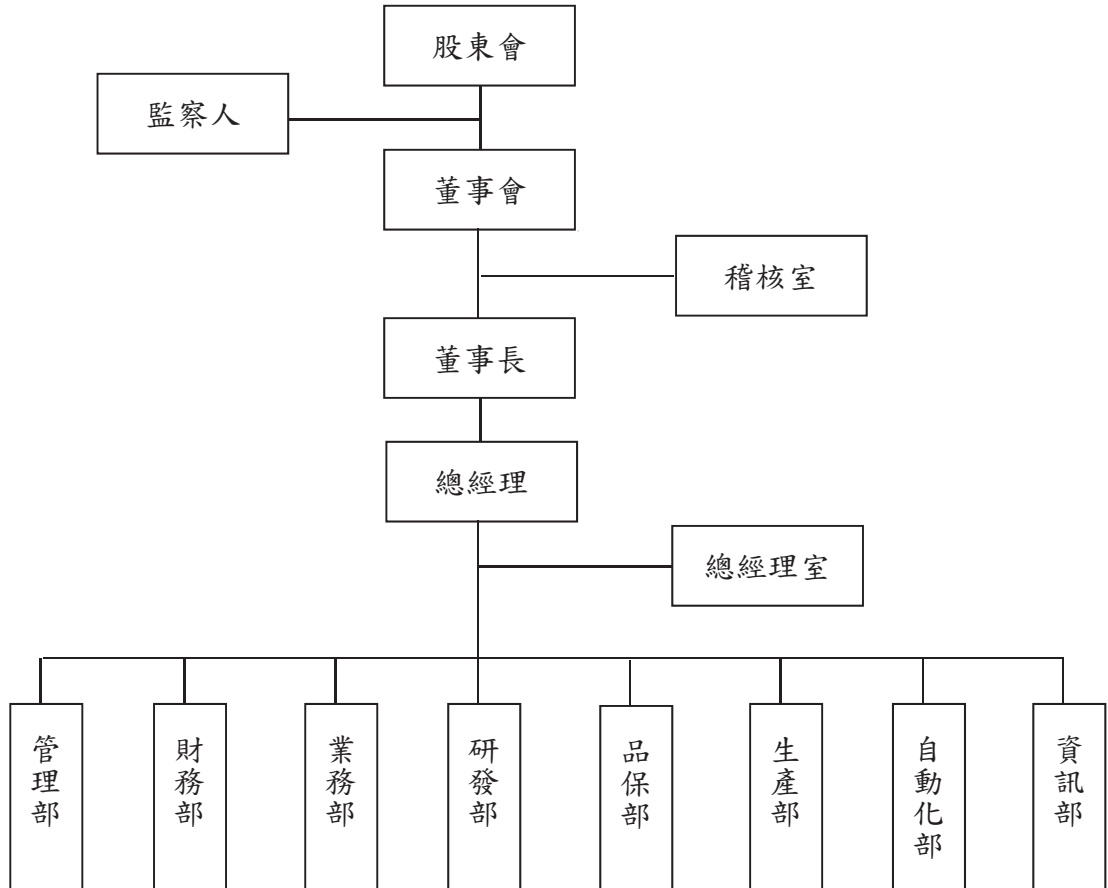 股東會
監察人
董事會
稽核室
董事長
總經理
總經理室
管理部
財務部
業務部
研發部
品保部
生產部
自動化部
資訊部